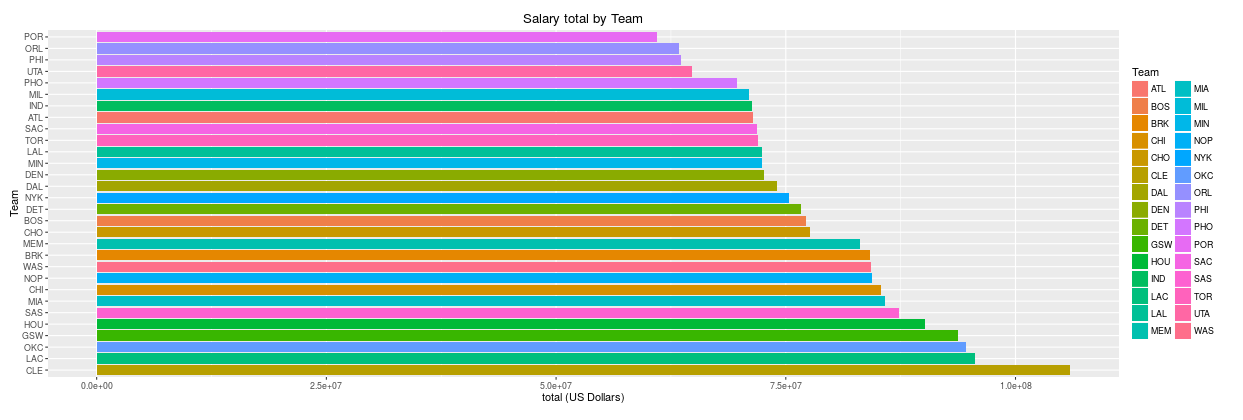 Salary total by Team
Team
POR
ORL
PHI
UTA
PHO
MIL
IND
ATL
SAC
TOR
LAL
MIN
DEN
DAL
NYK
DET
BOS
CHO
MEM
BRK
WAS
NOP
CHI
MIA
SAS
HOU
GSW
OKC
LAC
CLE
0.0e+00 2.5e+07 5.0e+07 7.5e+07 1.0e+08
total (US Dollars)
Team
ATL MIA
BOS MIL
BRK MIN
CHI NOP
CHO NYK
CLE OKC
DAL ORL
DEN PHI
DET PHO
GSW POR
HOU SAC
IND SAS
LAC TOR
LAL UTA
MEM WAS